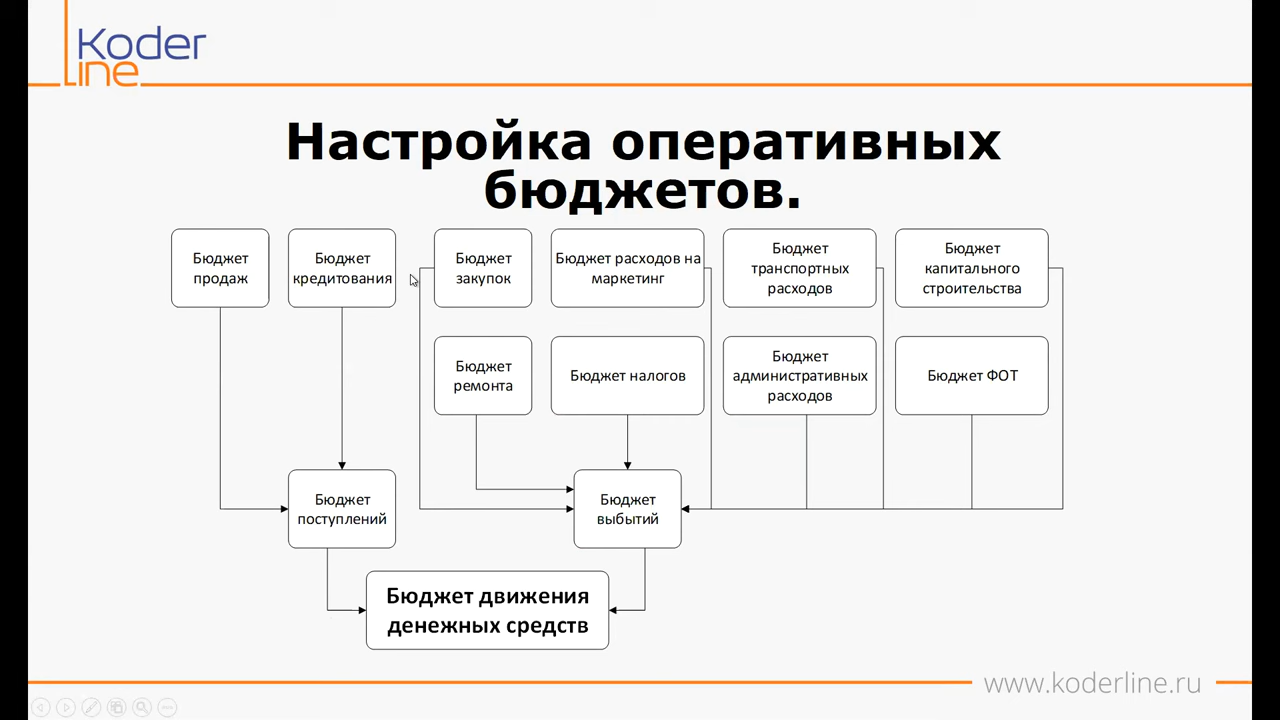 Koder
Line
Настройка оперативных
бюджетов.
Бюджет
продаж
Бюджет
кредитования
Бюджет
закупок
Бюджет расходов на
маркетинг
Бюджет
транспортных
расходов
Бюджет
капитального
строительства
Бюджет
ремонта
Бюджет налогов
Бюджет
административных
расходов
Бюджет ФОТ
Бюджет
поступлений
Бюджет
выбытий
Бюджет движения
денежных средств
www.koderline.ru